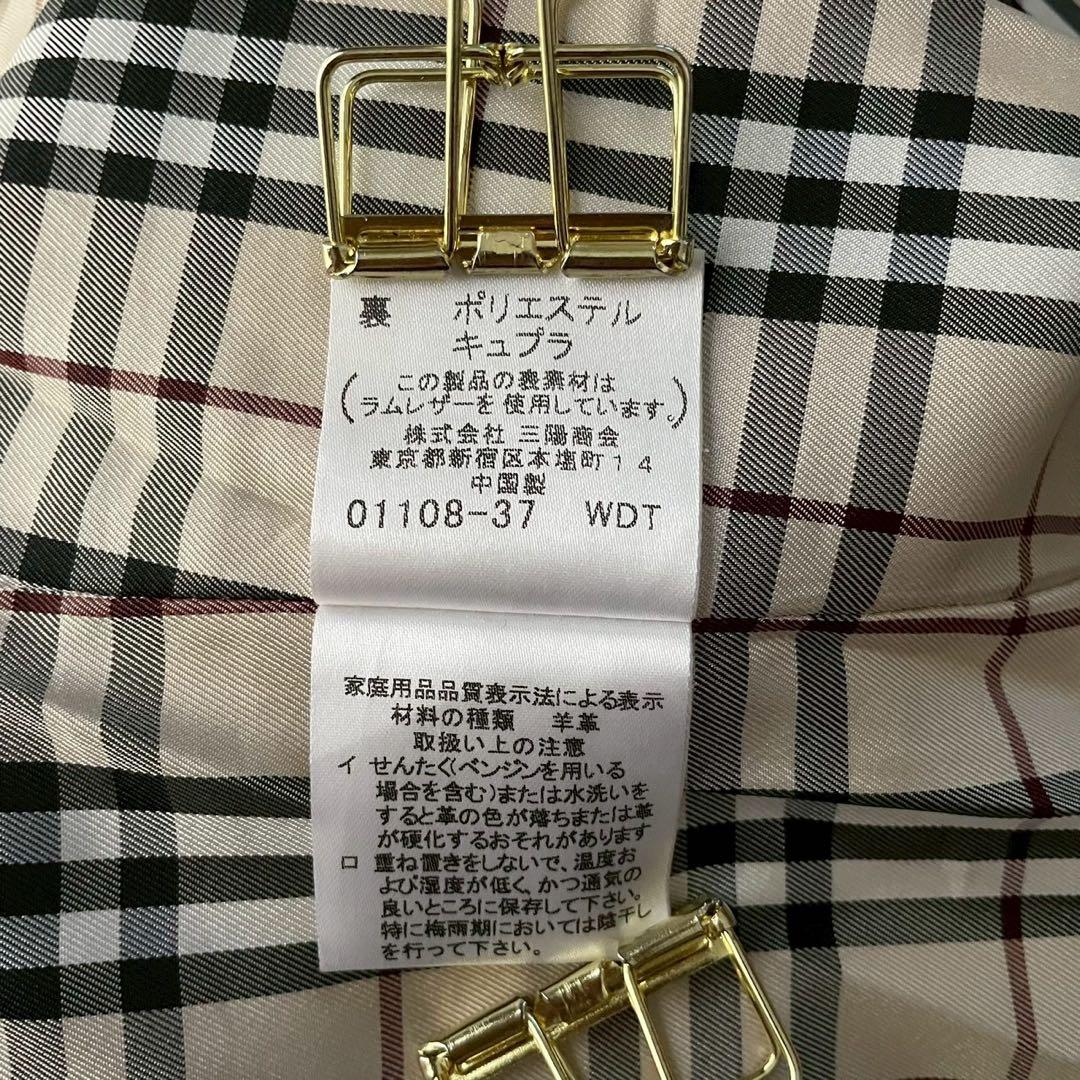 裏 ポリエステル
キュプラ
(この製品の表素材は
ラムレザーを使用しています。)
株式会社 三陽商会
東京都新宿区本塩町14
中国製
01108-37 WDT
家庭用品品質表示法による表示
材料の種類 羊革
取扱い上の注意
イ せんたく(ベンジンを用いる
場合を含む)または水洗いを
すると革の色が落ちまたは革
が硬化するおそれがあります
ロ 重ね置きをしないで、温度お
よび湿度が低く、かつ通気の
良いところに保存して下さい。
特に梅雨期においては陰干し
を行って下さい。